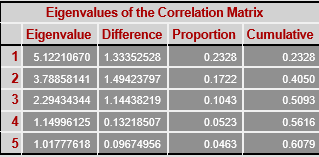 Eigenvalues of the Correlation Matrix
Eigenvalue Difference Proportion Cumulative
1 5.12210670 1.33352528 0.2328 0.2328
2 3.78858141 1.49423797 0.1722 0.4050
3 2.29434344 1.14438219 0.1043 0.5093
4 1.14996125 0.13218507 0.0523 0.5616
5 1.01777618 0.09674956 0.0463 0.6079